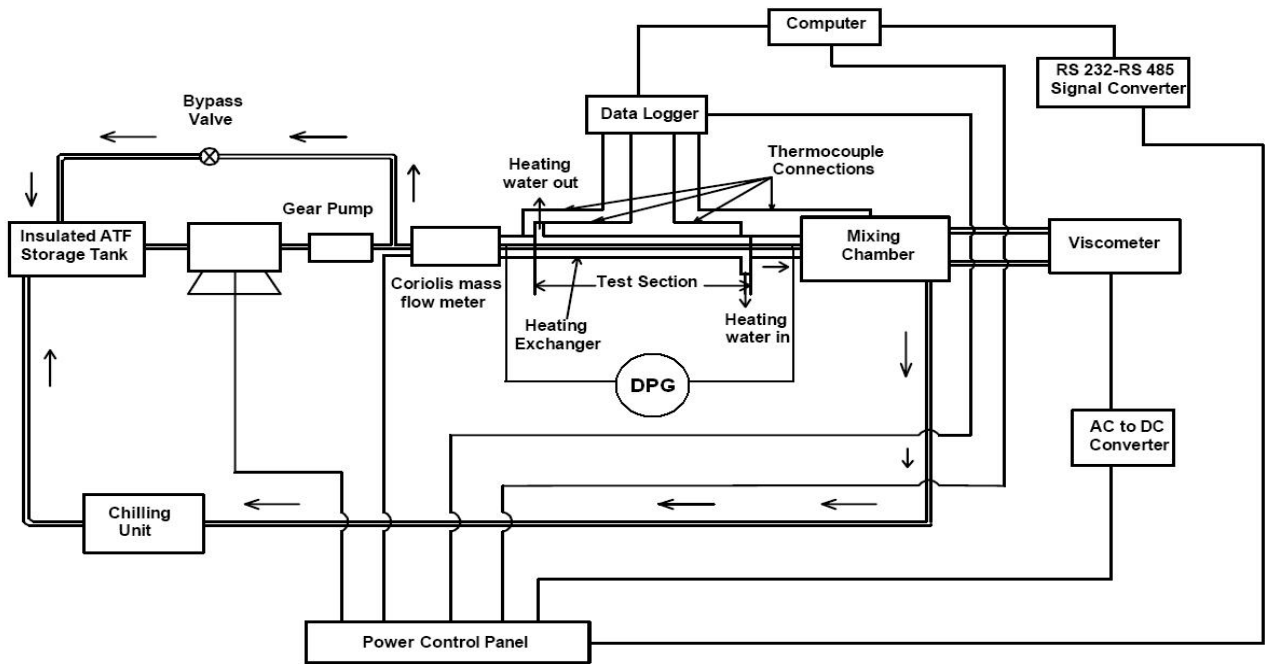 Computer
RS 232-RS 485
Signal Converter
Bypass
Valve
Data Logger
Heating
water out
Thermocouple
Connections
Gear Pump
Insulated ATF
Storage Tank
Coriolis mass
flow meter
Mixing
Chamber
Viscometer
Test Section
Heating
Exchanger
Heating
water in
DPG
AC to DC
Converter
Chilling
Unit
Power Control Panel